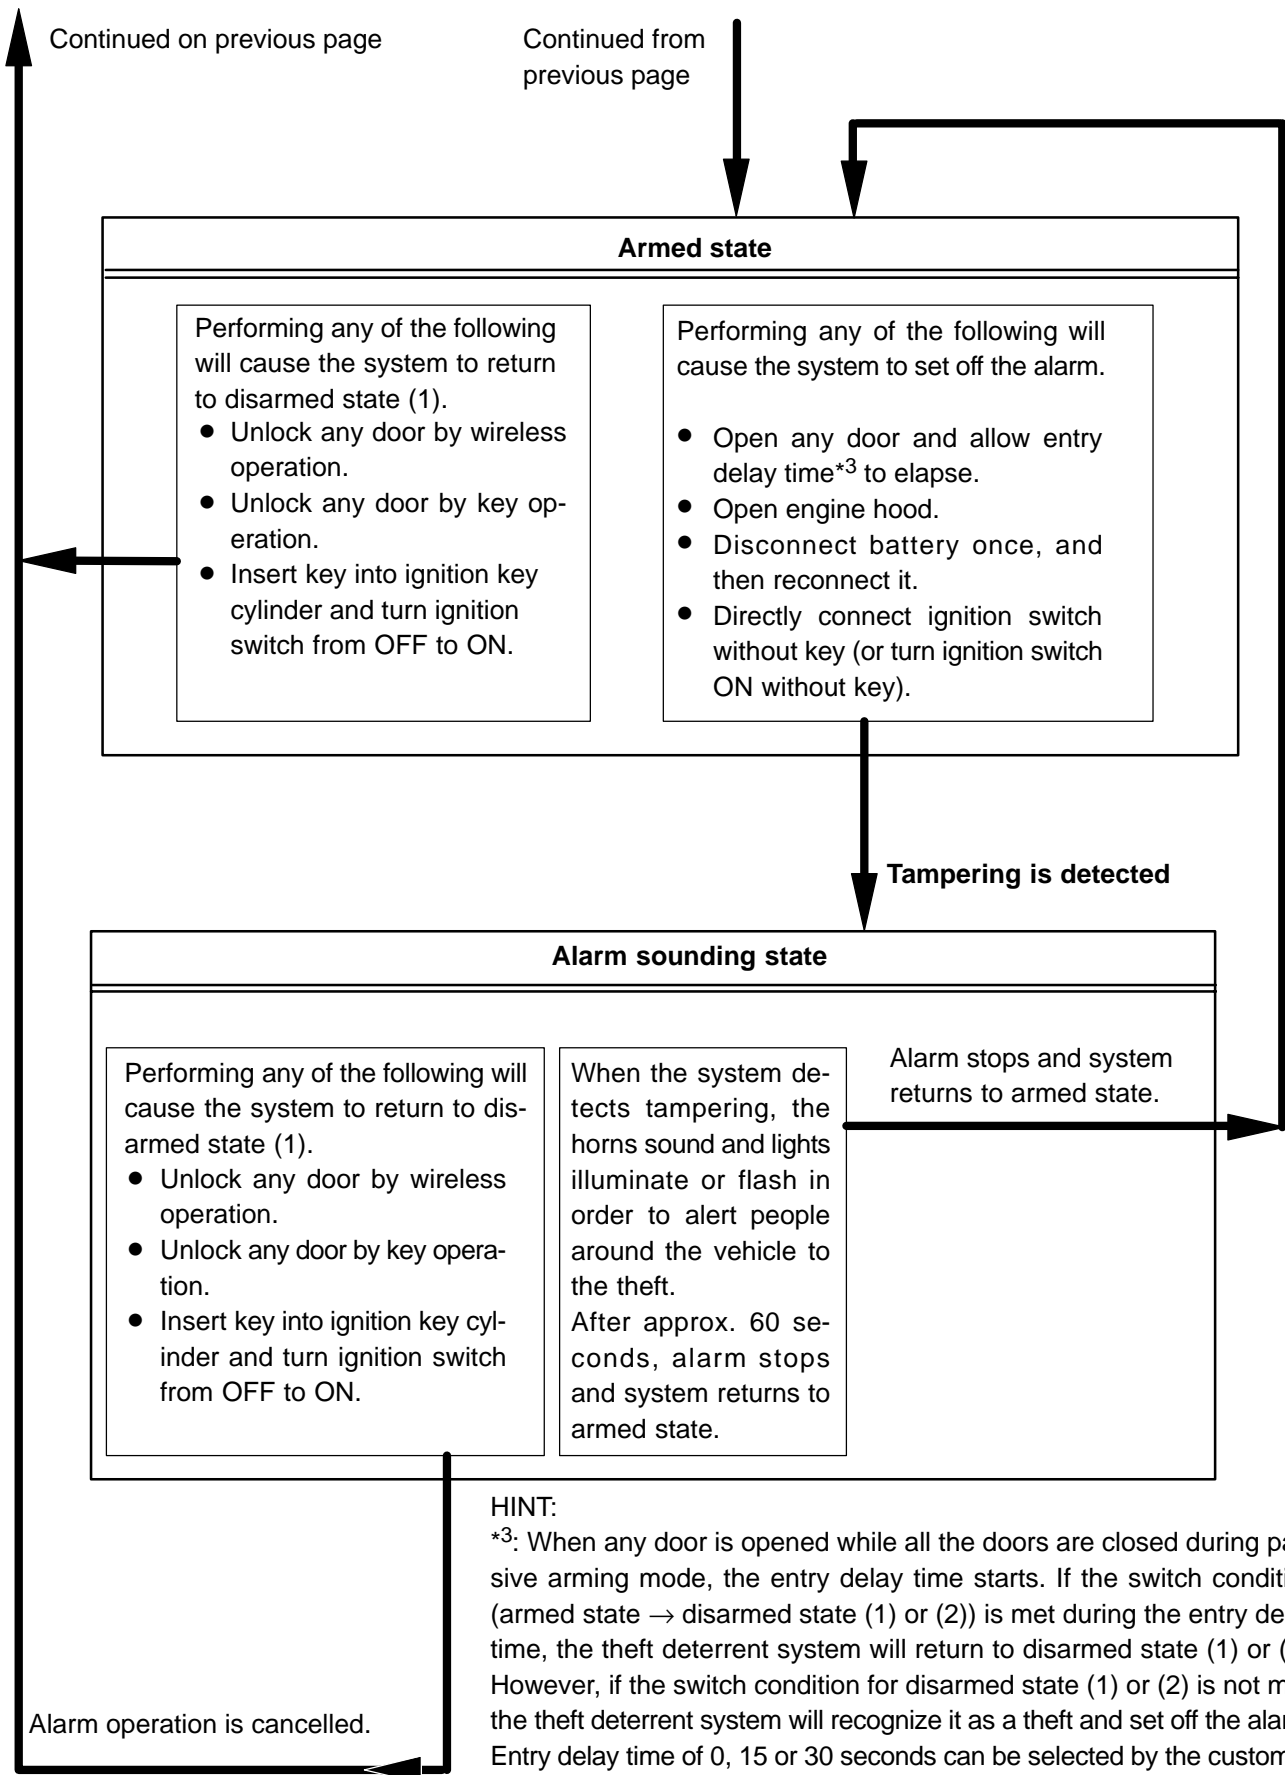 Continued on previous page
Continued from
previous page
Armed state
Performing any of the following
will cause the system to return
to disarmed state (1).
● Unlock any door by wireless
operation.
● Unlock any door by key op-
eration.
● Insert key into ignition key
cylinder and turn ignition
switch from OFF to ON.
Performing any of the following will
cause the system to set off the alarm.
● Open any door and allow entry
delay time*3 to elapse.
● Open engine hood.
● Disconnect battery once, and
then reconnect it.
● Directly connect ignition switch
without key (or turn ignition switch
ON without key).
Tampering is detected
Alarm sounding state
Performing any of the following will
cause the system to return to dis-
armed state (1).
● Unlock any door by wireless
operation.
● Unlock any door by key opera-
tion.
● Insert key into ignition key cyl-
inder and turn ignition switch
from OFF to ON.
When the system de-
tects tampering, the
horns sound and lights
illuminate or flash in
order to alert people
around the vehicle to
the theft.
After approx. 60 se-
conds, alarm stops
and system returns to
armed state.
Alarm stops and system
returns to armed state.
HINT:
*3: When any door is opened while all the doors are closed during
sive arming mode, the entry delay time starts. If the switch
(armed state → disarmed state (1) or (2)) is met during the entry
time, the theft deterrent system will return to disarmed state (1) or
However, if the switch condition for disarmed state (1) or (2) is not
the theft deterrent system will recognize it as a theft and set off the
Entry delay time of 0, 15 or 30 seconds can be selected by the
Alarm operation is cancelled.